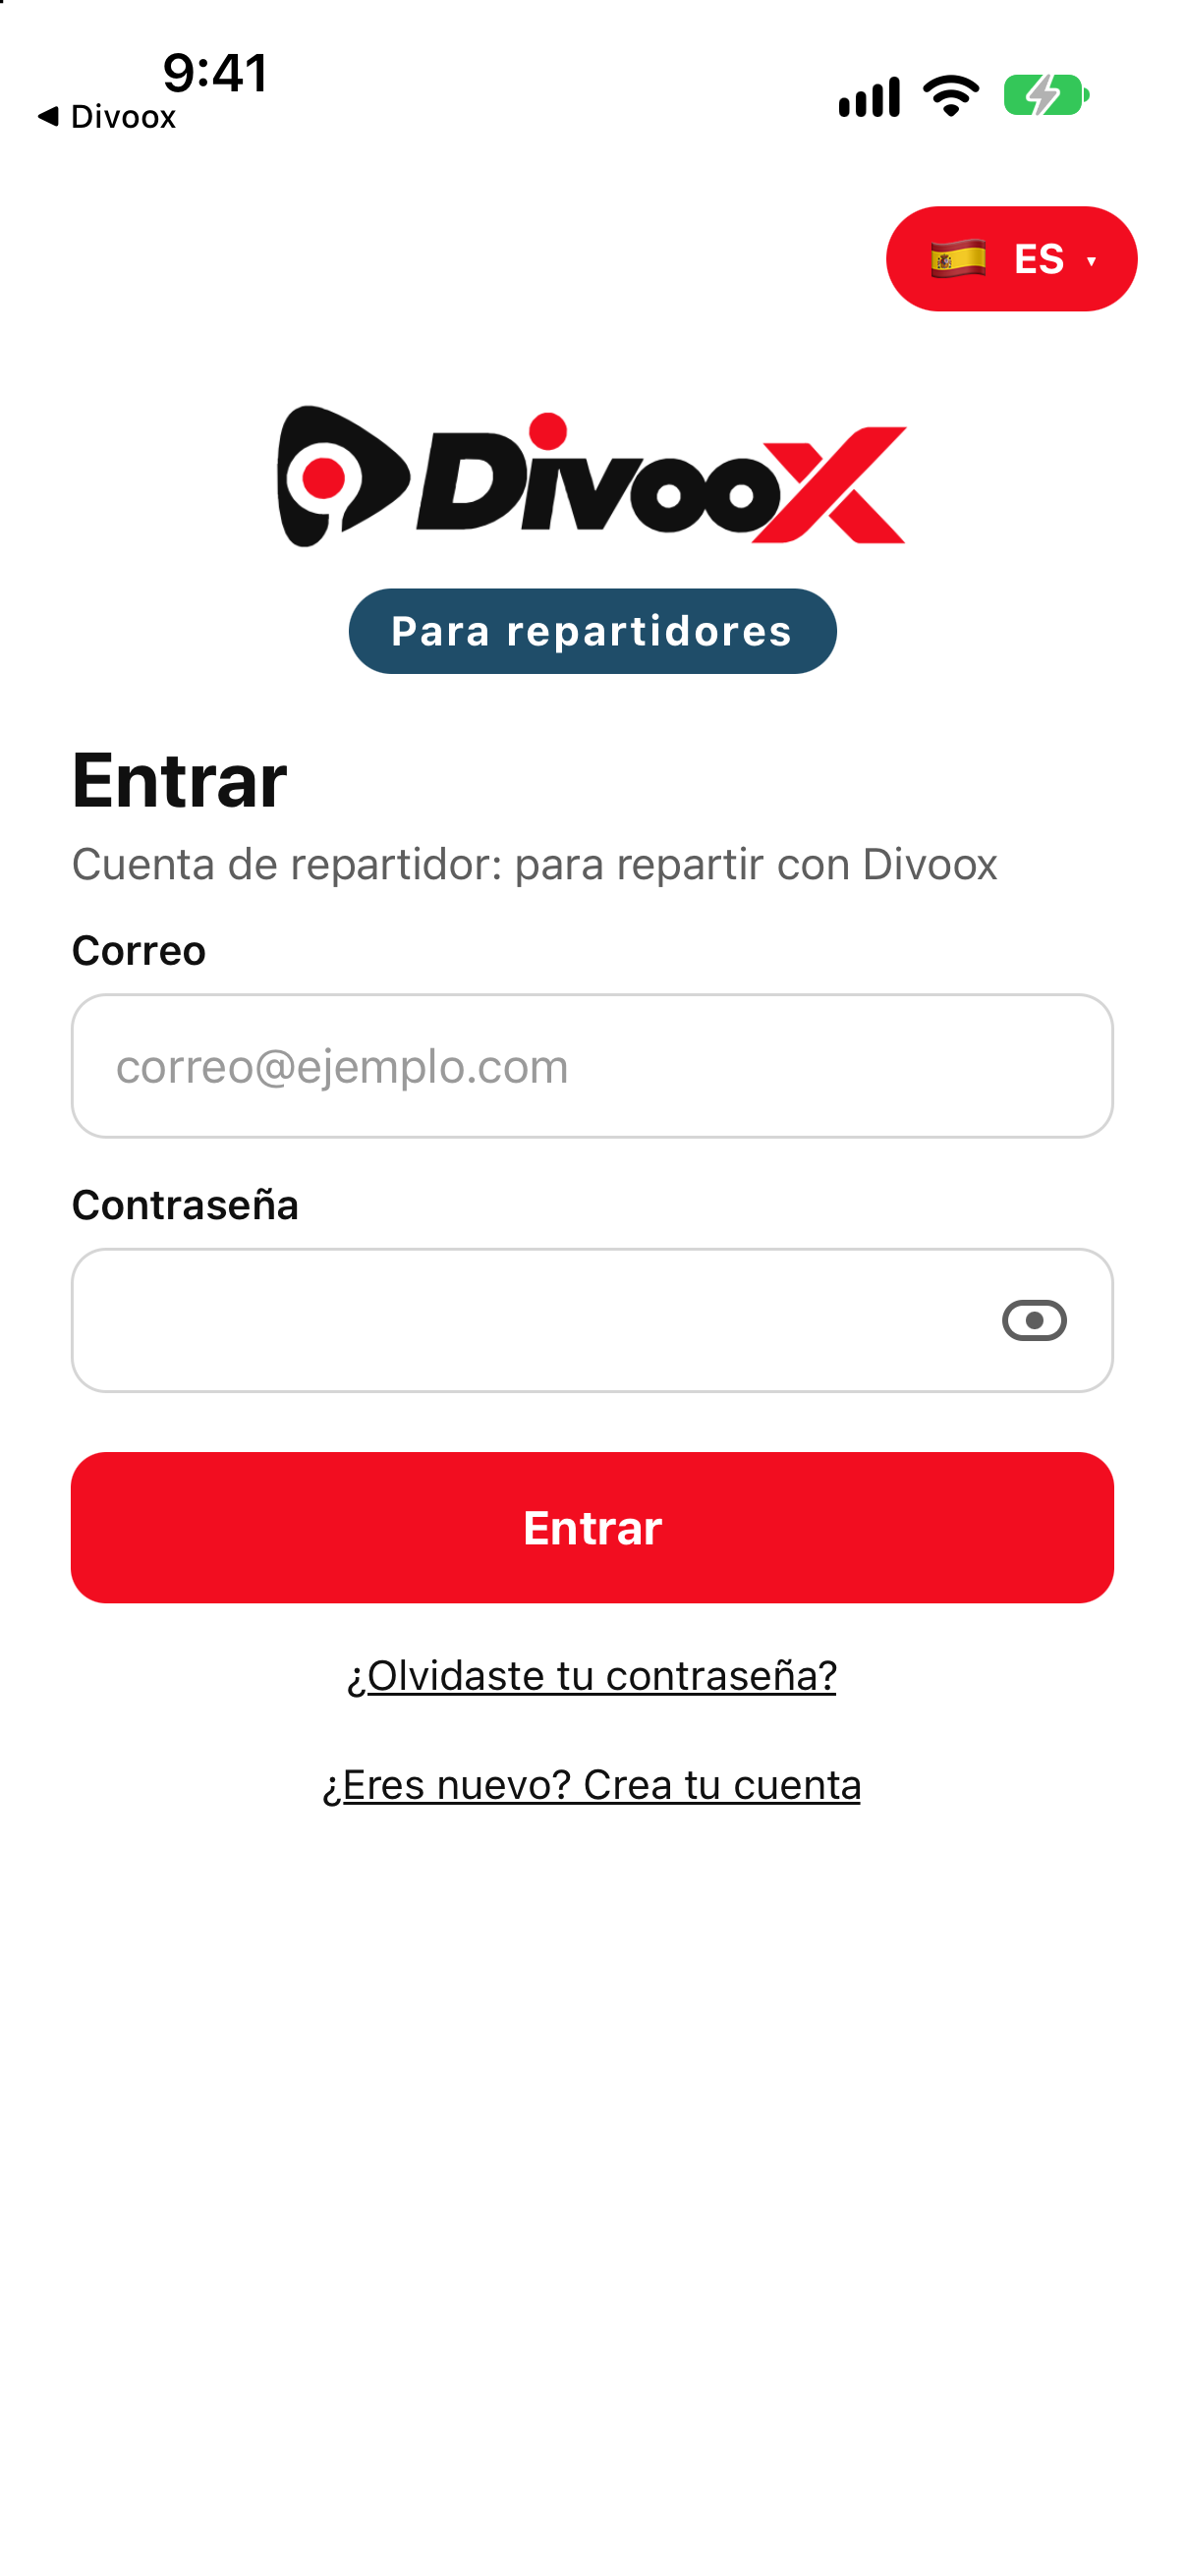 9:41
◀ Divoox
🇪🇸 ES ▾
DivooX
Para repartidores
Entrar
Cuenta de repartidor: para repartir con Divoox
Correo
correo@ejemplo.com
Contraseña
Entrar
¿Olvidaste tu contraseña?
¿Eres nuevo? Crea tu cuenta